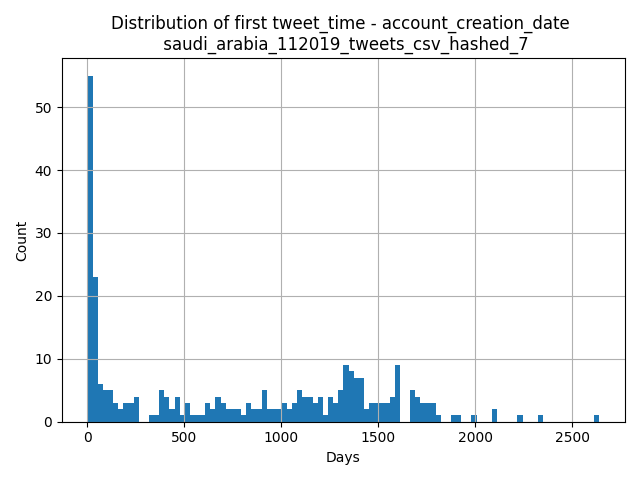 Distribution of first tweet_time - account_creation_date
saudi_arabia_112019_tweets_csv_hashed_7
Count
50
40
30
20
10
0
0 500 1000 1500 2000 2500
Days